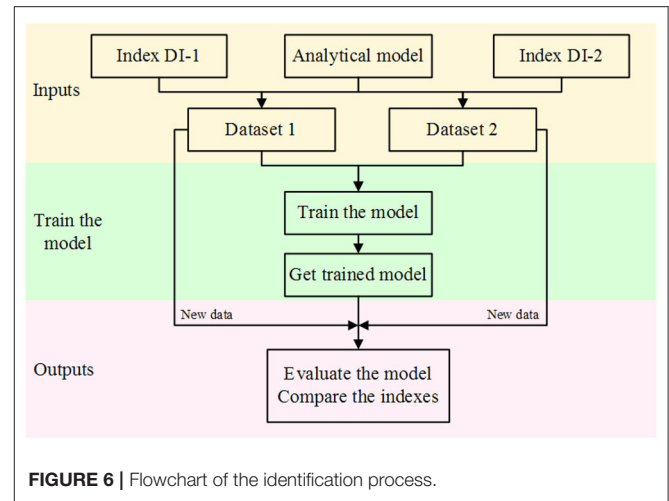 Index DI-1
Analytical model
Index DI-2
Inputs
Dataset 1
Dataset 2
Train the
model
Train the model
Get trained model
New data
New data
Outputs
Evaluate the model
Compare the indexes
FIGURE 6 | Flowchart of the identification process.